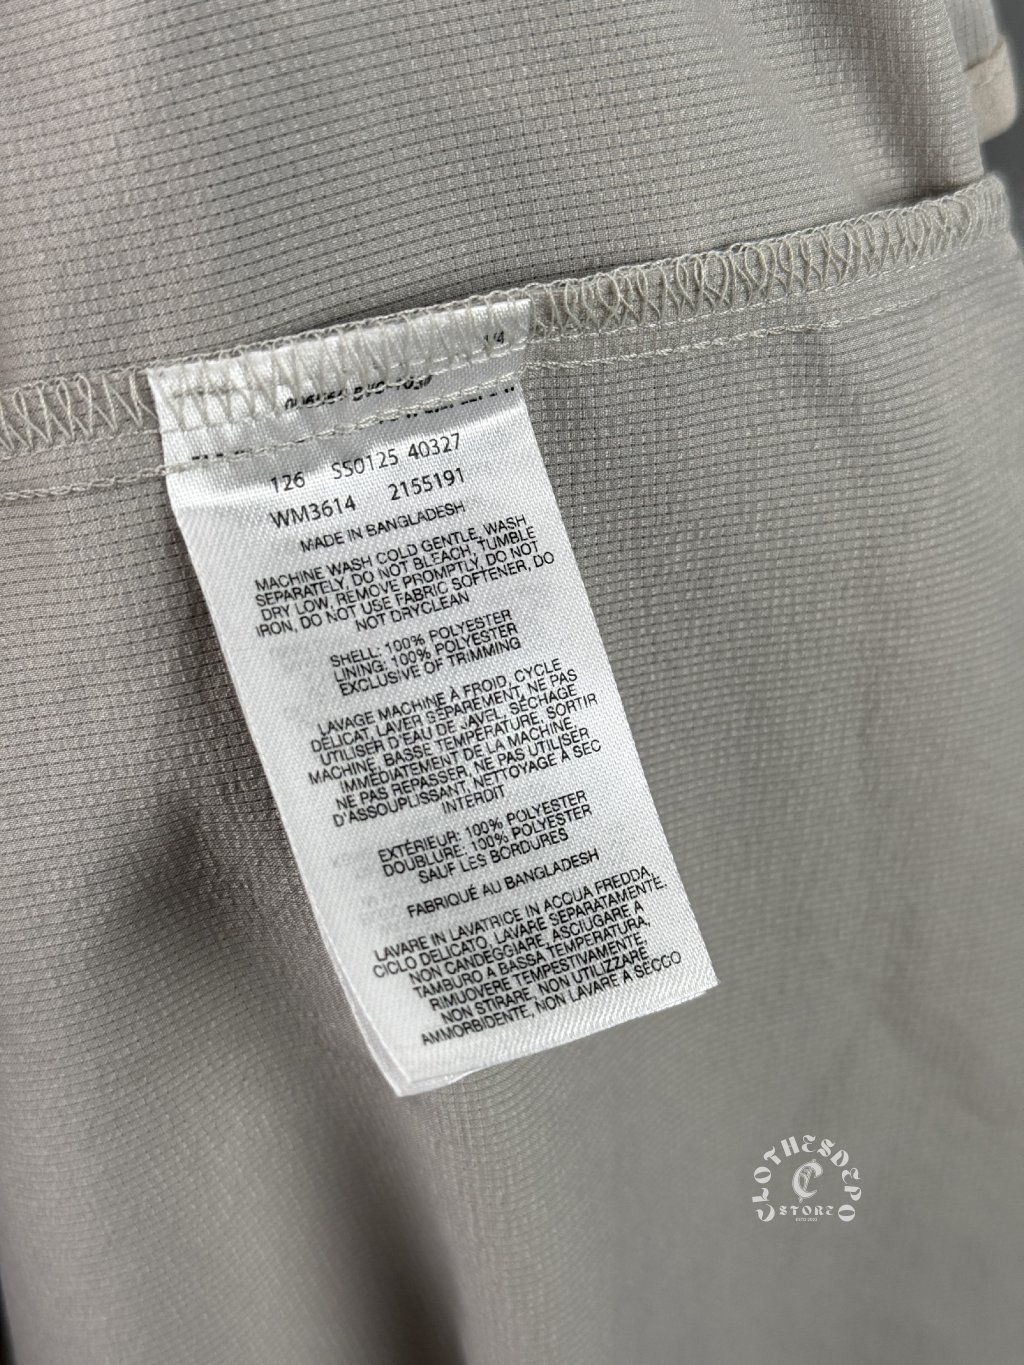 1/4
126 S50125 40327
WM3614 2155191
MADE IN BANGLADESH
MACHINE WASH COLD GENTLE, WASH
SEPARATELY, DO NOT BLEACH, TUMBLE
DRY LOW, REMOVE PROMPTLY, DO NOT
IRON, DO NOT USE FABRIC SOFTENER, DO
NOT DRYCLEAN
SHELL: 100% POLYESTER
LINING: 100% POLYESTER
EXCLUSIVE OF TRIMMING
LAVAGE MACHINE À FROID, CYCLE
DÉLICAT, LAVER SÉPARÉMENT, NE PAS
UTILISER D'EAU DE JAVEL, SÉCHAGE
MACHINE, BASSE TEMPÉRATURE, SORTIR
IMMÉDIATEMENT DE LA MACHINE,
NE PAS REPASSER, NE PAS UTILISER
D'ASSOUPLISSANT, NETTOYAGE À SEC
INTERDIT
EXTÉRIEUR: 100% POLYESTER
DOUBLURE: 100% POLYESTER
SAUF LES BORDURES
FABRIQUÉ AU BANGLADESH
LAVARE IN LAVATRICE IN ACQUA FREDDA,
CICLO DELICATO, LAVARE SEPARATAMENTE,
NON CANDEGGIARE, ASCIUGARE A
TAMBURO A BASSA TEMPERATURA,
RIMUOVERE TEMPESTIVAMENTE,
NON STIRARE, NON UTILIZZARE
AMMORBIDENTE, NON LAVARE A SECCO
CLOTHESDEPO
C
STORE
ESTD 2023